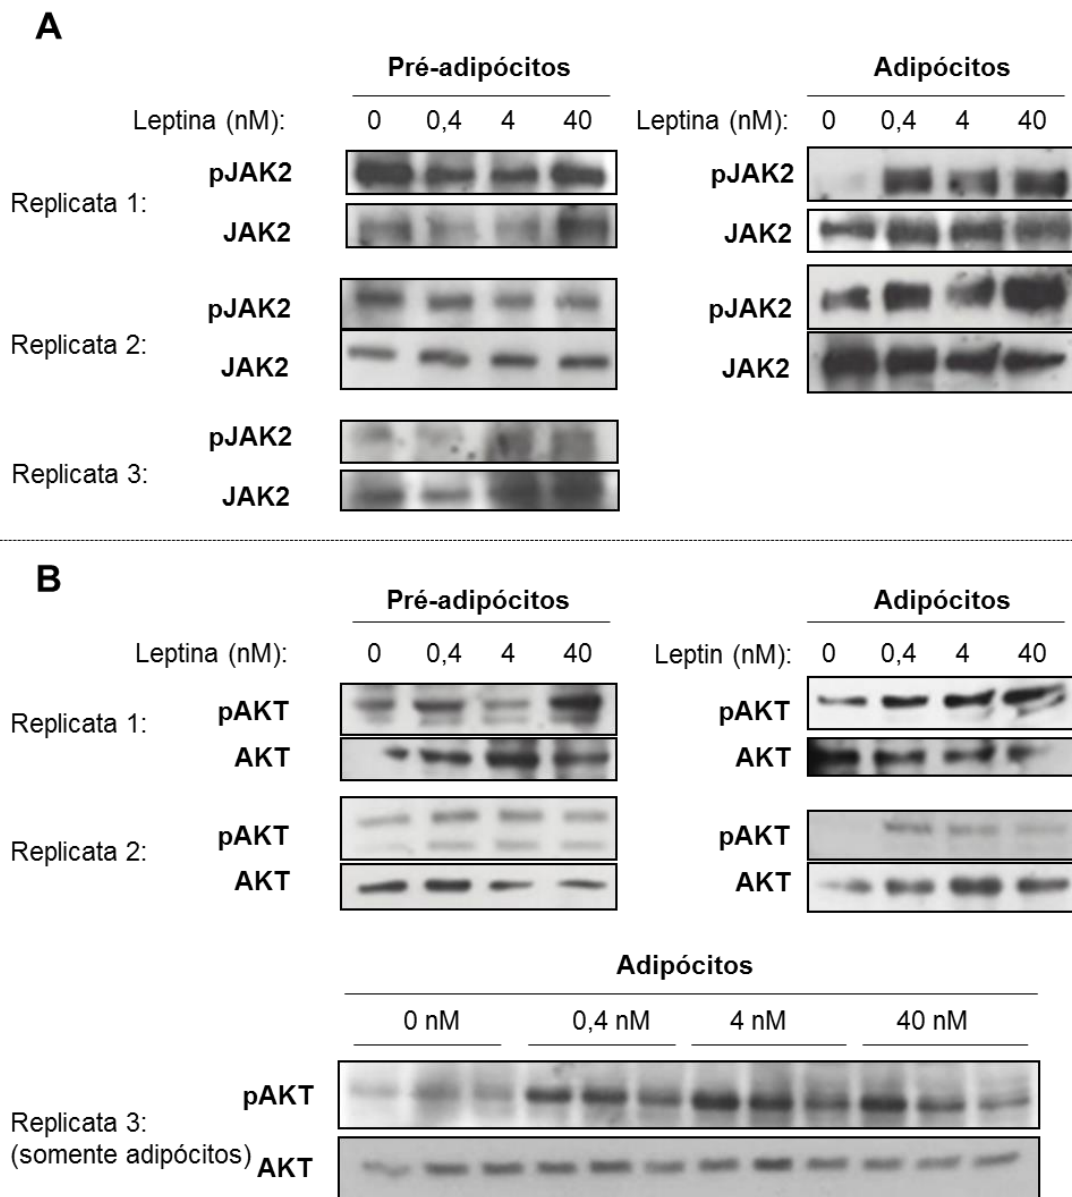 A
Pré-adipócitos
Adipócitos
Leptina (nM): 0 0,4 4 40
Leptina (nM): 0 0,4 4 40
Replicata 1:
pJAK2
JAK2
pJAK2
JAK2
Replicata 2:
pJAK2
JAK2
pJAK2
JAK2
Replicata 3:
pJAK2
JAK2
B
Pré-adipócitos
Adipócitos
Leptina (nM): 0 0,4 4 40
Leptin (nM): 0 0,4 4 40
Replicata 1:
pAKT
AKT
pAKT
AKT
Replicata 2:
pAKT
AKT
pAKT
AKT
Adipócitos
0 nM 0,4 nM 4 nM 40 nM
pAKT
Replicata 3:
(somente adipócitos) AKT